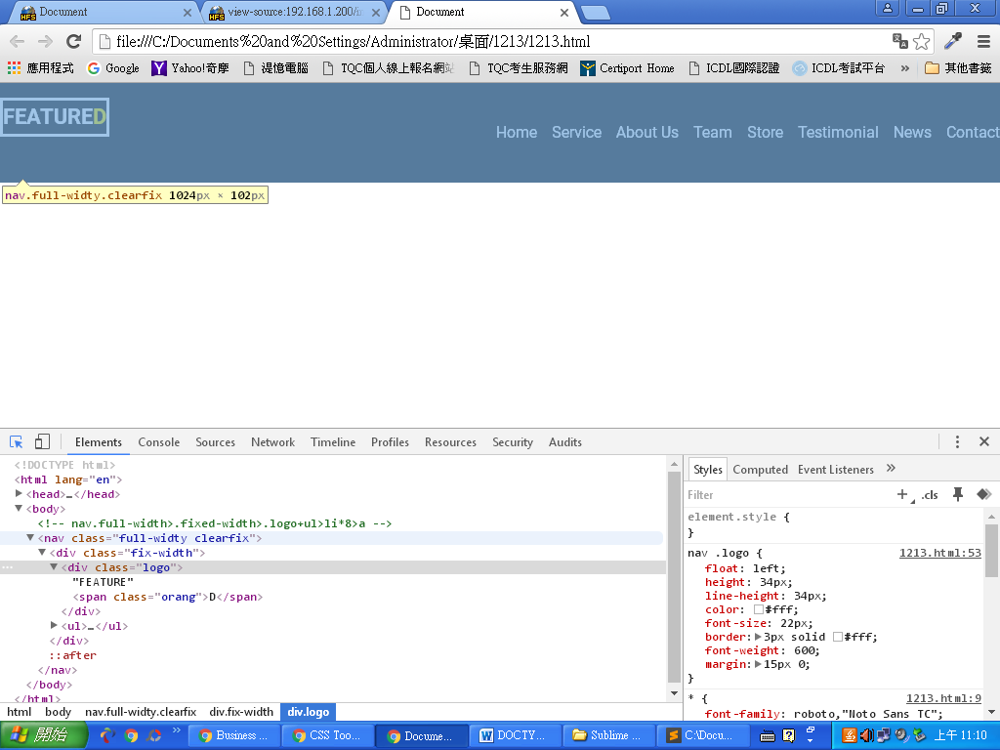 Document
view-source:192.168.1.200/in
Document
file:///C:/Documents%20and%20Settings/Administrator/桌面/1213/1213.html
應用程式 Google Yahoo!奇摩 湜憶電腦 TQC個人線上報名網站 TQC考生服務網 Certiport Home ICDL國際認證 ICDL考試平台 » 其他書籤
FEATURED
Home Service About Us Team Store Testimonial News Contact
nav.full-widty.clearfix 1024px × 102px
Elements Console Sources Network Timeline Profiles Resources Security Audits
<!DOCTYPE html>
<html lang="en">
<head>…</head>
<body>
<!-- nav.full-width>.fixed-width>.logo+ul>li*8>a -->
<nav class="full-widty clearfix">
<div class="fix-width">
<div class="logo">
"FEATURE"
<span class="orang">D</span>
</div>
<ul>…</ul>
</div>
::after
</nav>
</body>
</html>
html body nav.full-widty.clearfix div.fix-width div.logo
Styles Computed Event Listeners »
Filter + .cls
element.style {
}
nav .logo { 1213.html:53
float: left;
height: 34px;
line-height: 34px;
color: #fff;
font-size: 22px;
border: 3px solid #fff;
font-weight: 600;
margin: 15px 0;
}
* { 1213.html:9
font-family: roboto,"Noto Sans TC";
開始 » Business ... CSS Too... Docume... DOCTY... Sublime ... C:\Docu... 上午 11:10